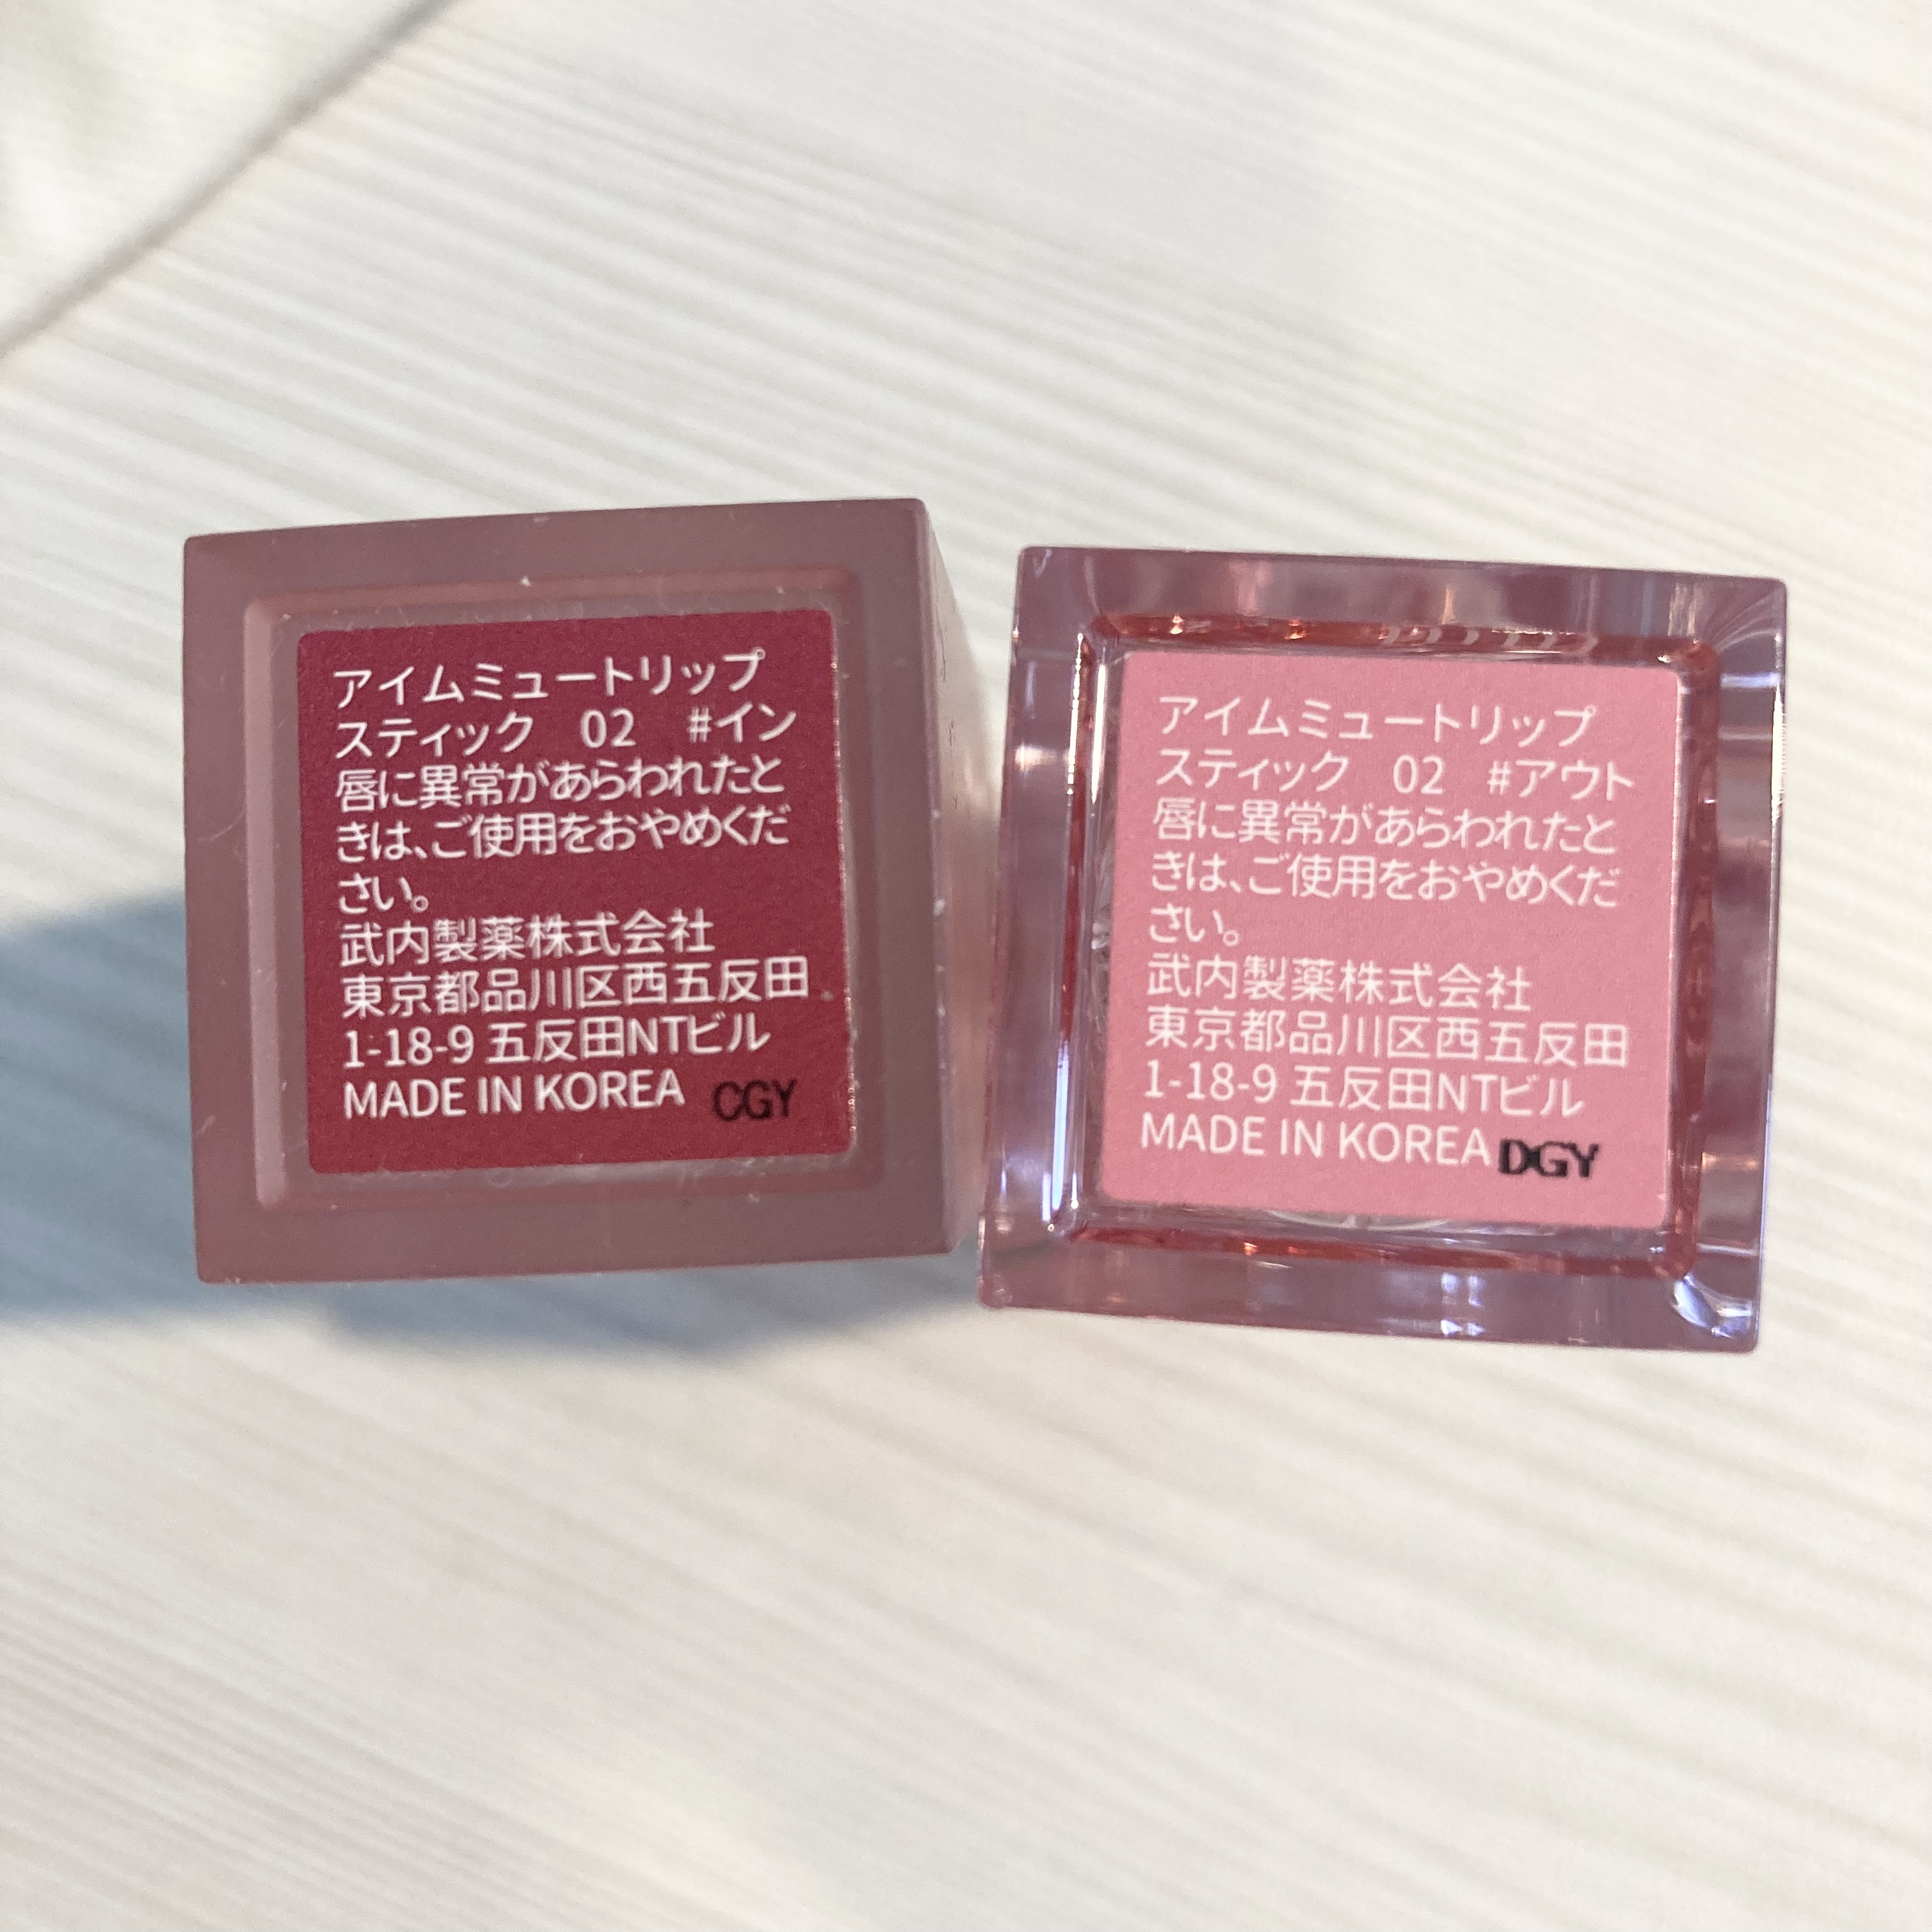 アイムミュートリップ
スティック 02 #イン
唇に異常があらわれたと
きは、ご使用をおやめくだ
さい。
武内製薬株式会社
東京都品川区西五反田
1-18-9 五反田NTビル
MADE IN KOREA CGY
アイムミュートリップ
スティック 02 #アウト
唇に異常があらわれたと
きは、ご使用をおやめくだ
さい。
武内製薬株式会社
東京都品川区西五反田
1-18-9 五反田NTビル
MADE IN KOREA DGY